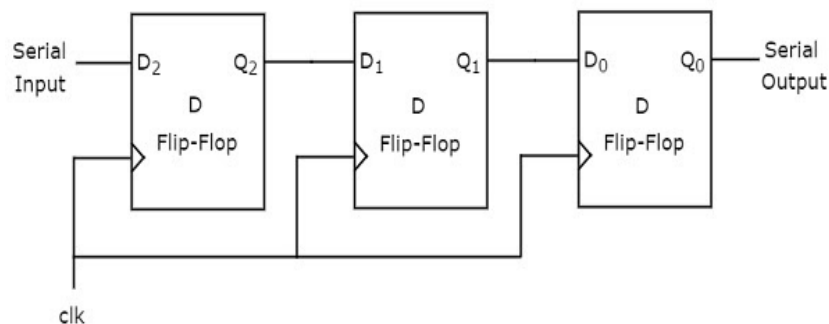 Serial
Input
D₂ Q₂
D
Flip-Flop
D₁ Q₁
D
Flip-Flop
D₀ Q₀
D
Flip-Flop
Serial
Output
clk